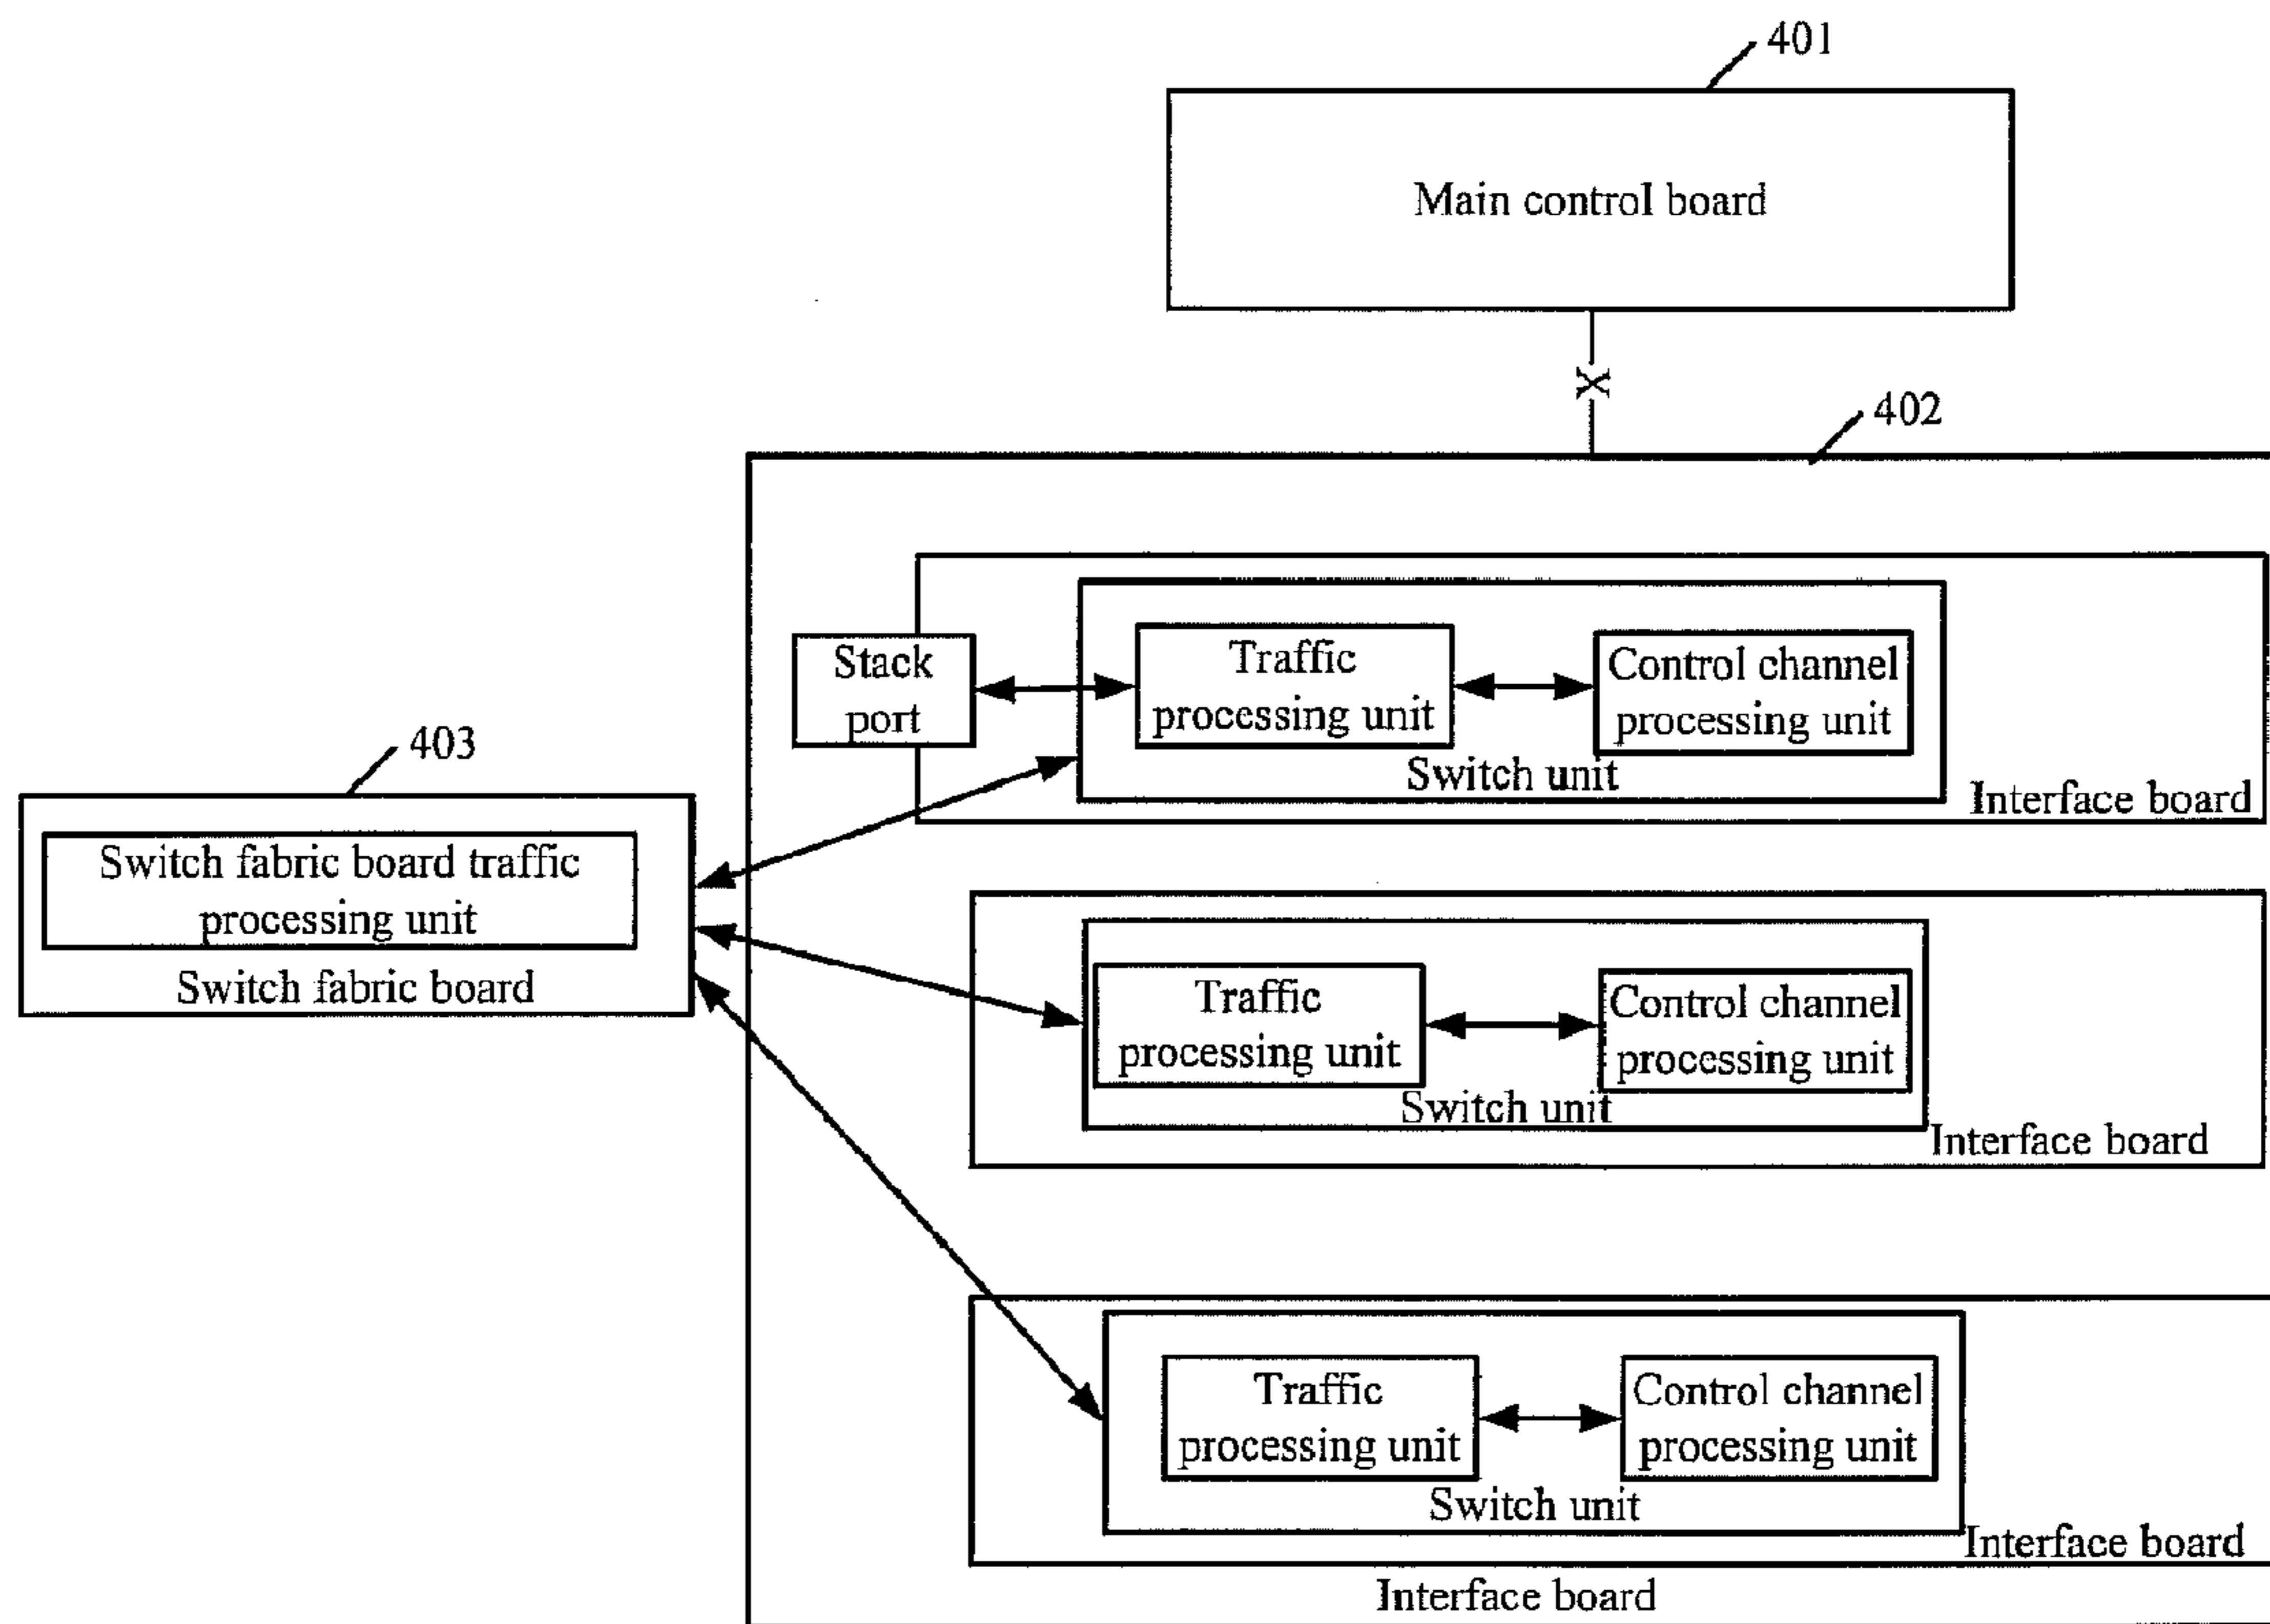 401
Main control board
X
402
Stack
port
Traffic
processing unit
Control channel
processing unit
Switch unit
Interface board
403
Switch fabric board traffic
processing unit
Switch fabric board
Traffic
processing unit
Control channel
processing unit
Switch unit
Interface board
Traffic
processing unit
Control channel
processing unit
Switch unit
Interface board
Interface board